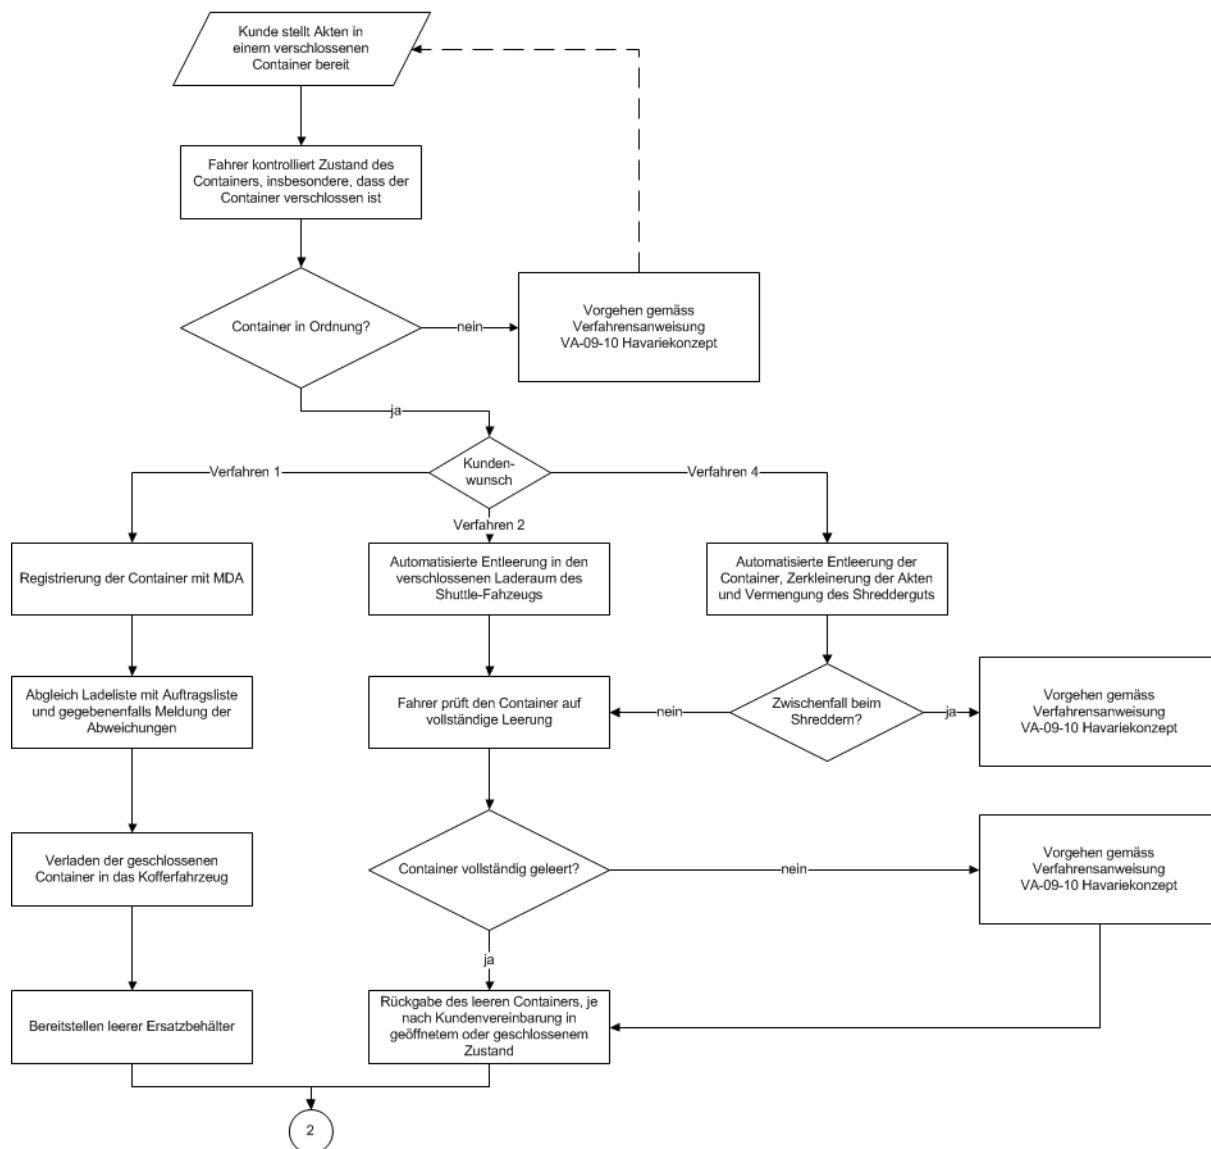 Kunde stellt Akten in
einem verschlossenen
Container bereit
Fahrer kontrolliert Zustand des
Containers, insbesondere, dass der
Container verschlossen ist
Container in Ordnung?
nein
Vorgehen gemäss
Verfahrensanweisung
VA-09-10 Havariekonzept
ja
Kunden-
wunsch
Verfahren 1
Verfahren 4
Verfahren 2
Registrierung der Container mit MDA
Automatisierte Entleerung in den
verschlossenen Laderaum des
Shuttle-Fahzeugs
Automatisierte Entleerung der
Container, Zerkleinerung der Akten
und Vermengung des Shredderguts
Abgleich Ladeliste mit Auftragsliste
und gegebenenfalls Meldung der
Abweichungen
Fahrer prüft den Container auf
vollständige Leerung
nein
Zwischenfall beim
Shreddern?
ja
Vorgehen gemäss
Verfahrensanweisung
VA-09-10 Havariekonzept
Verladen der geschlossenen
Container in das Kofferfahrzeug
Container vollständig geleert?
nein
Vorgehen gemäss
Verfahrensanweisung
VA-09-10 Havariekonzept
ja
Bereitstellen leerer Ersatzbehälter
Rückgabe des leeren Containers, je
nach Kundenvereinbarung in
geöffnetem oder geschlossenem
Zustand
2